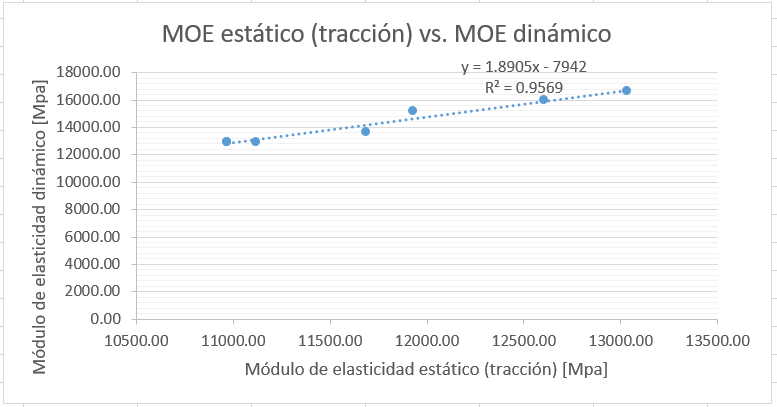 MOE estático (tracción) vs. MOE dinámico
y = 1.8905x - 7942
R² = 0.9569
Módulo de elasticidad dinámico [Mpa]
18000.00
16000.00
14000.00
12000.00
10000.00
8000.00
6000.00
4000.00
2000.00
0.00
10500.00 11000.00 11500.00 12000.00 12500.00 13000.00 13500.00
Módulo de elasticidad estático (tracción) [Mpa]